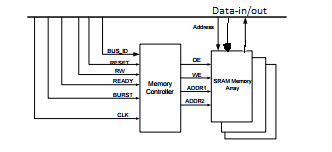 Data-in/out
Address
BUS_ID
RESET
RW
READY
BURST
CLK
Memory
Controller
OE
WE
ADDR1
ADDR2
SRAM Memory
Array